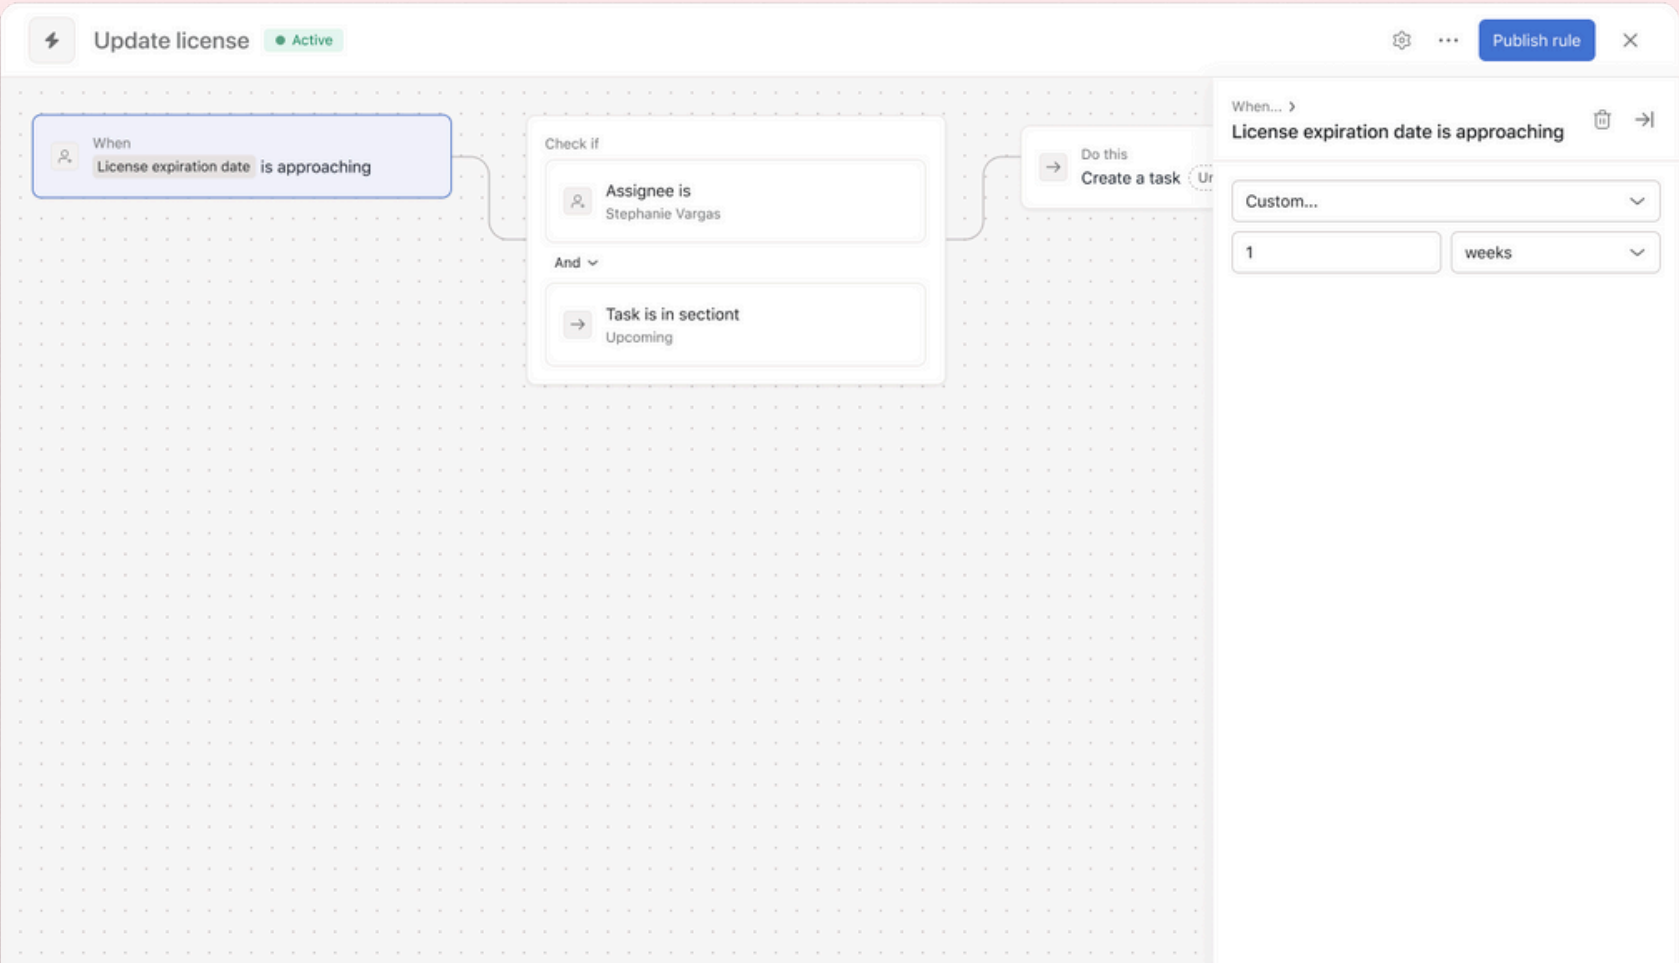 Update license
Active
Publish rule
When
License expiration date is approaching
Check if
Assignee is
Stephanie Vargas
And
Task is in sectiont
Upcoming
Do this
Create a task Ur
When...
License expiration date is approaching
Custom...
1
weeks